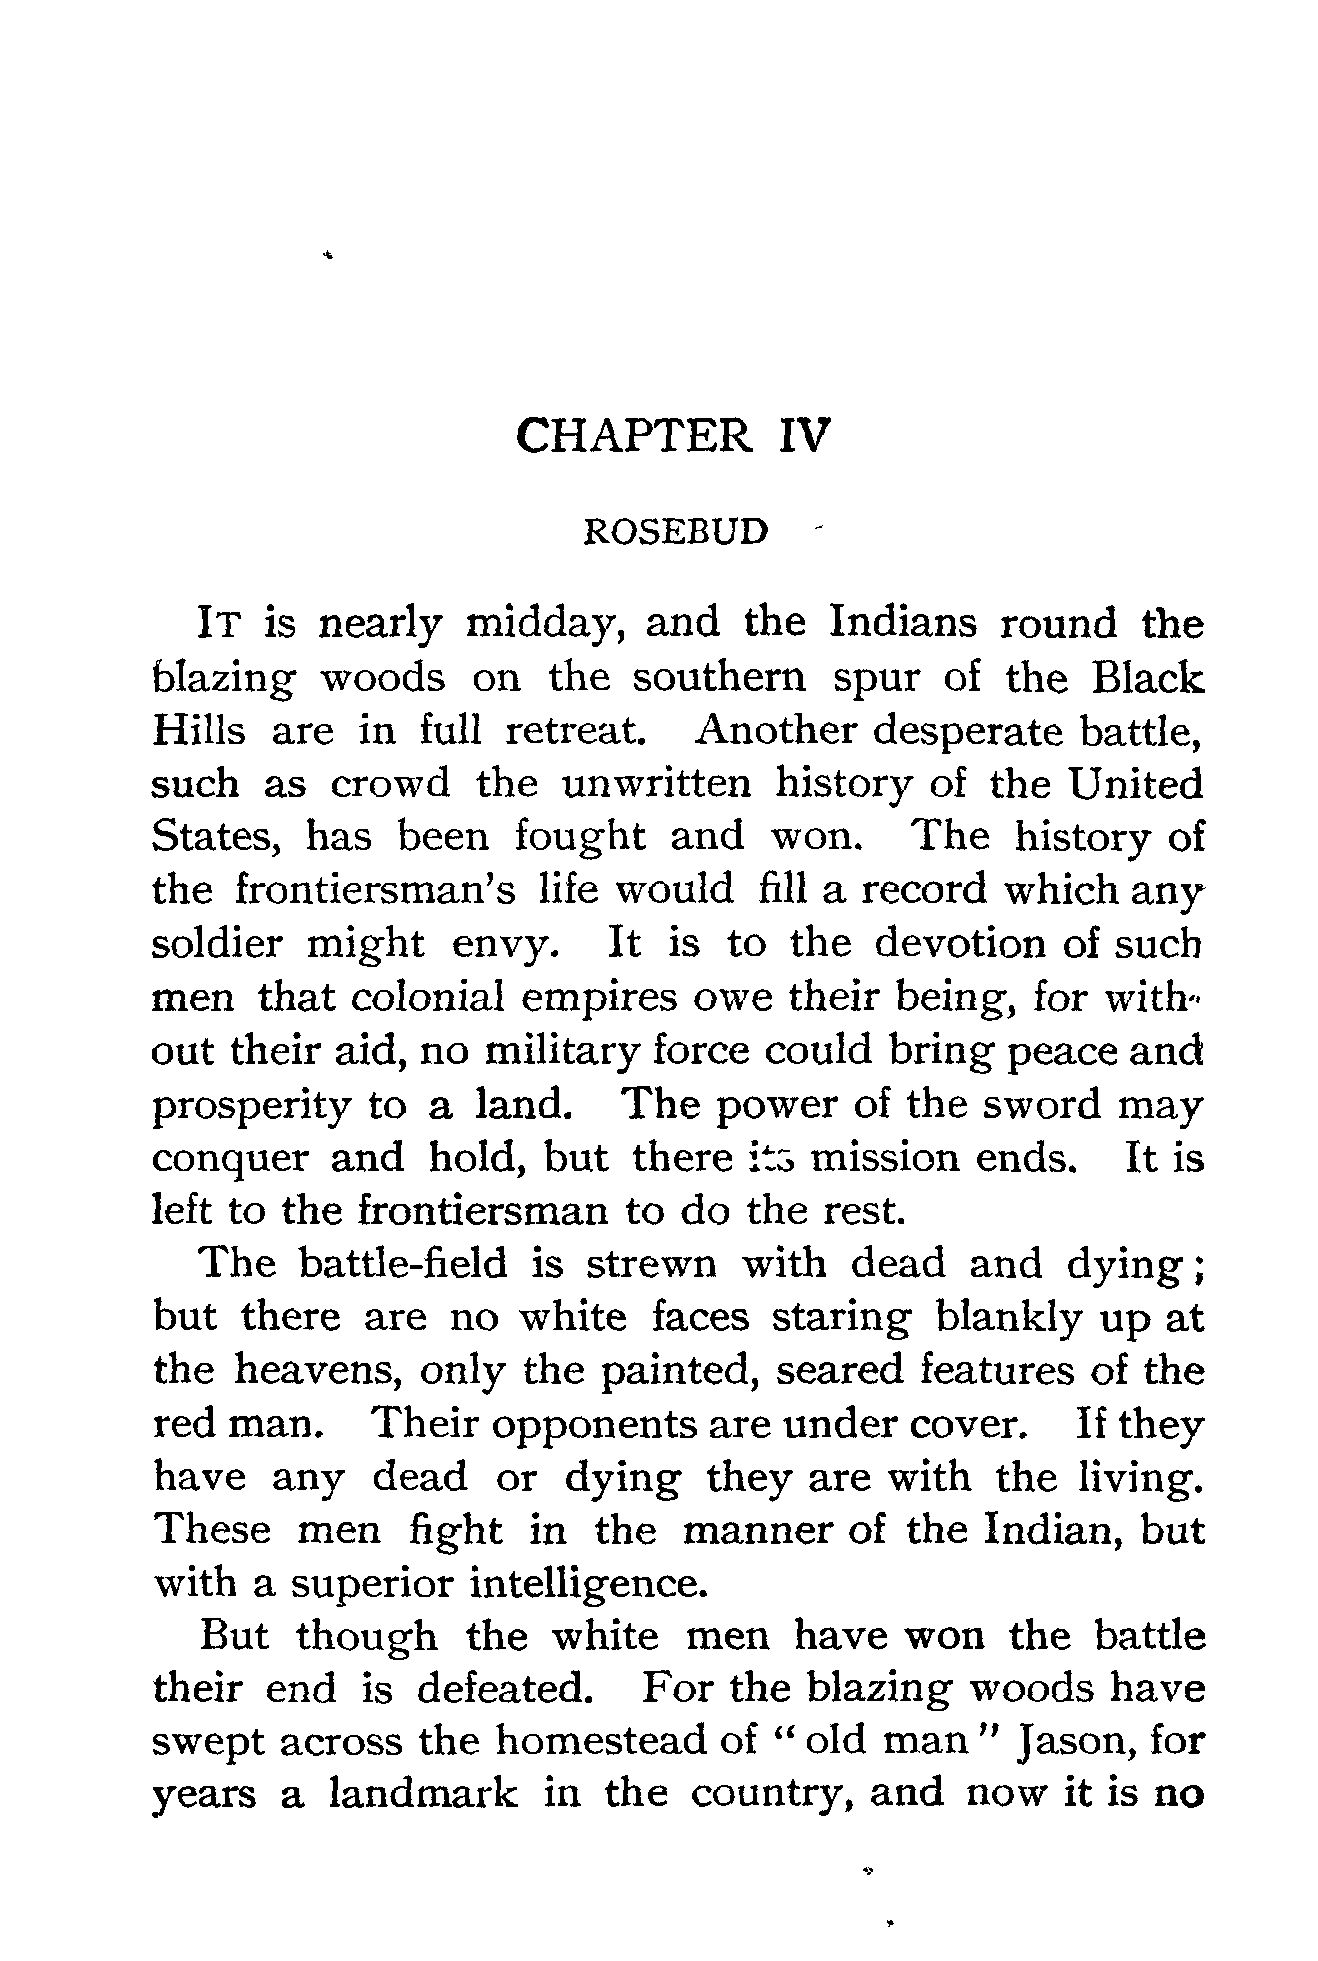 CHAPTER IV
ROSEBUD
IT is nearly midday, and the Indians round the
blazing woods on the southern spur of the Black
Hills are in full retreat. Another desperate battle,
such as crowd the unwritten history of the United
States, has been fought and won. The history of
the frontiersman's life would fill a record which any
soldier might envy. It is to the devotion of such
men that colonial empires owe their being, for with-
out their aid, no military force could bring peace and
prosperity to a land. The power of the sword may
conquer and hold, but there its mission ends. It is
left to the frontiersman to do the rest.
The battle-field is strewn with dead and dying;
but there are no white faces staring blankly up at
the heavens, only the painted, seared features of the
red man. Their opponents are under cover. If they
have any dead or dying they are with the living.
These men fight in the manner of the Indian, but
with a superior intelligence.
But though the white men have won the battle
their end is defeated. For the blazing woods have
swept across the homestead of "old man" Jason, for
years a landmark in the country, and now it is no